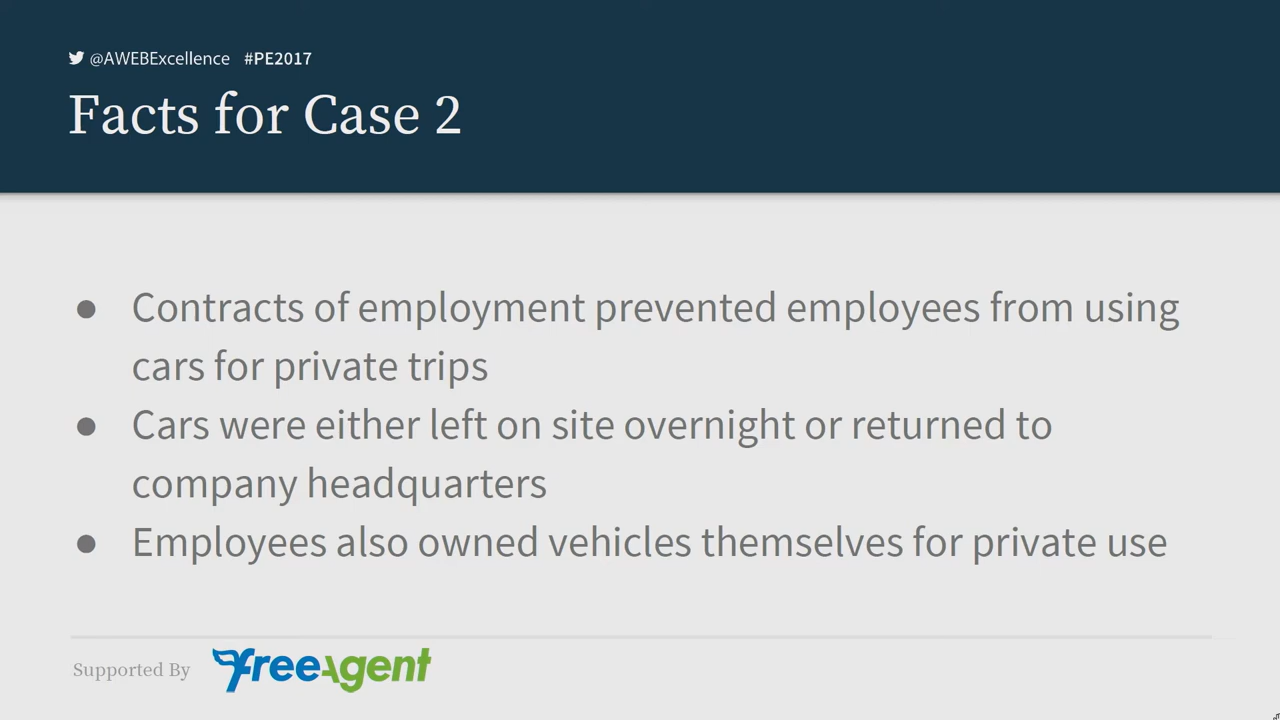 @AWEBExcellence #PE2017
Facts for Case 2
● Contracts of employment prevented employees from using
cars for private trips
● Cars were either left on site overnight or returned to
company headquarters
● Employees also owned vehicles themselves for private use
Supported By freeagent